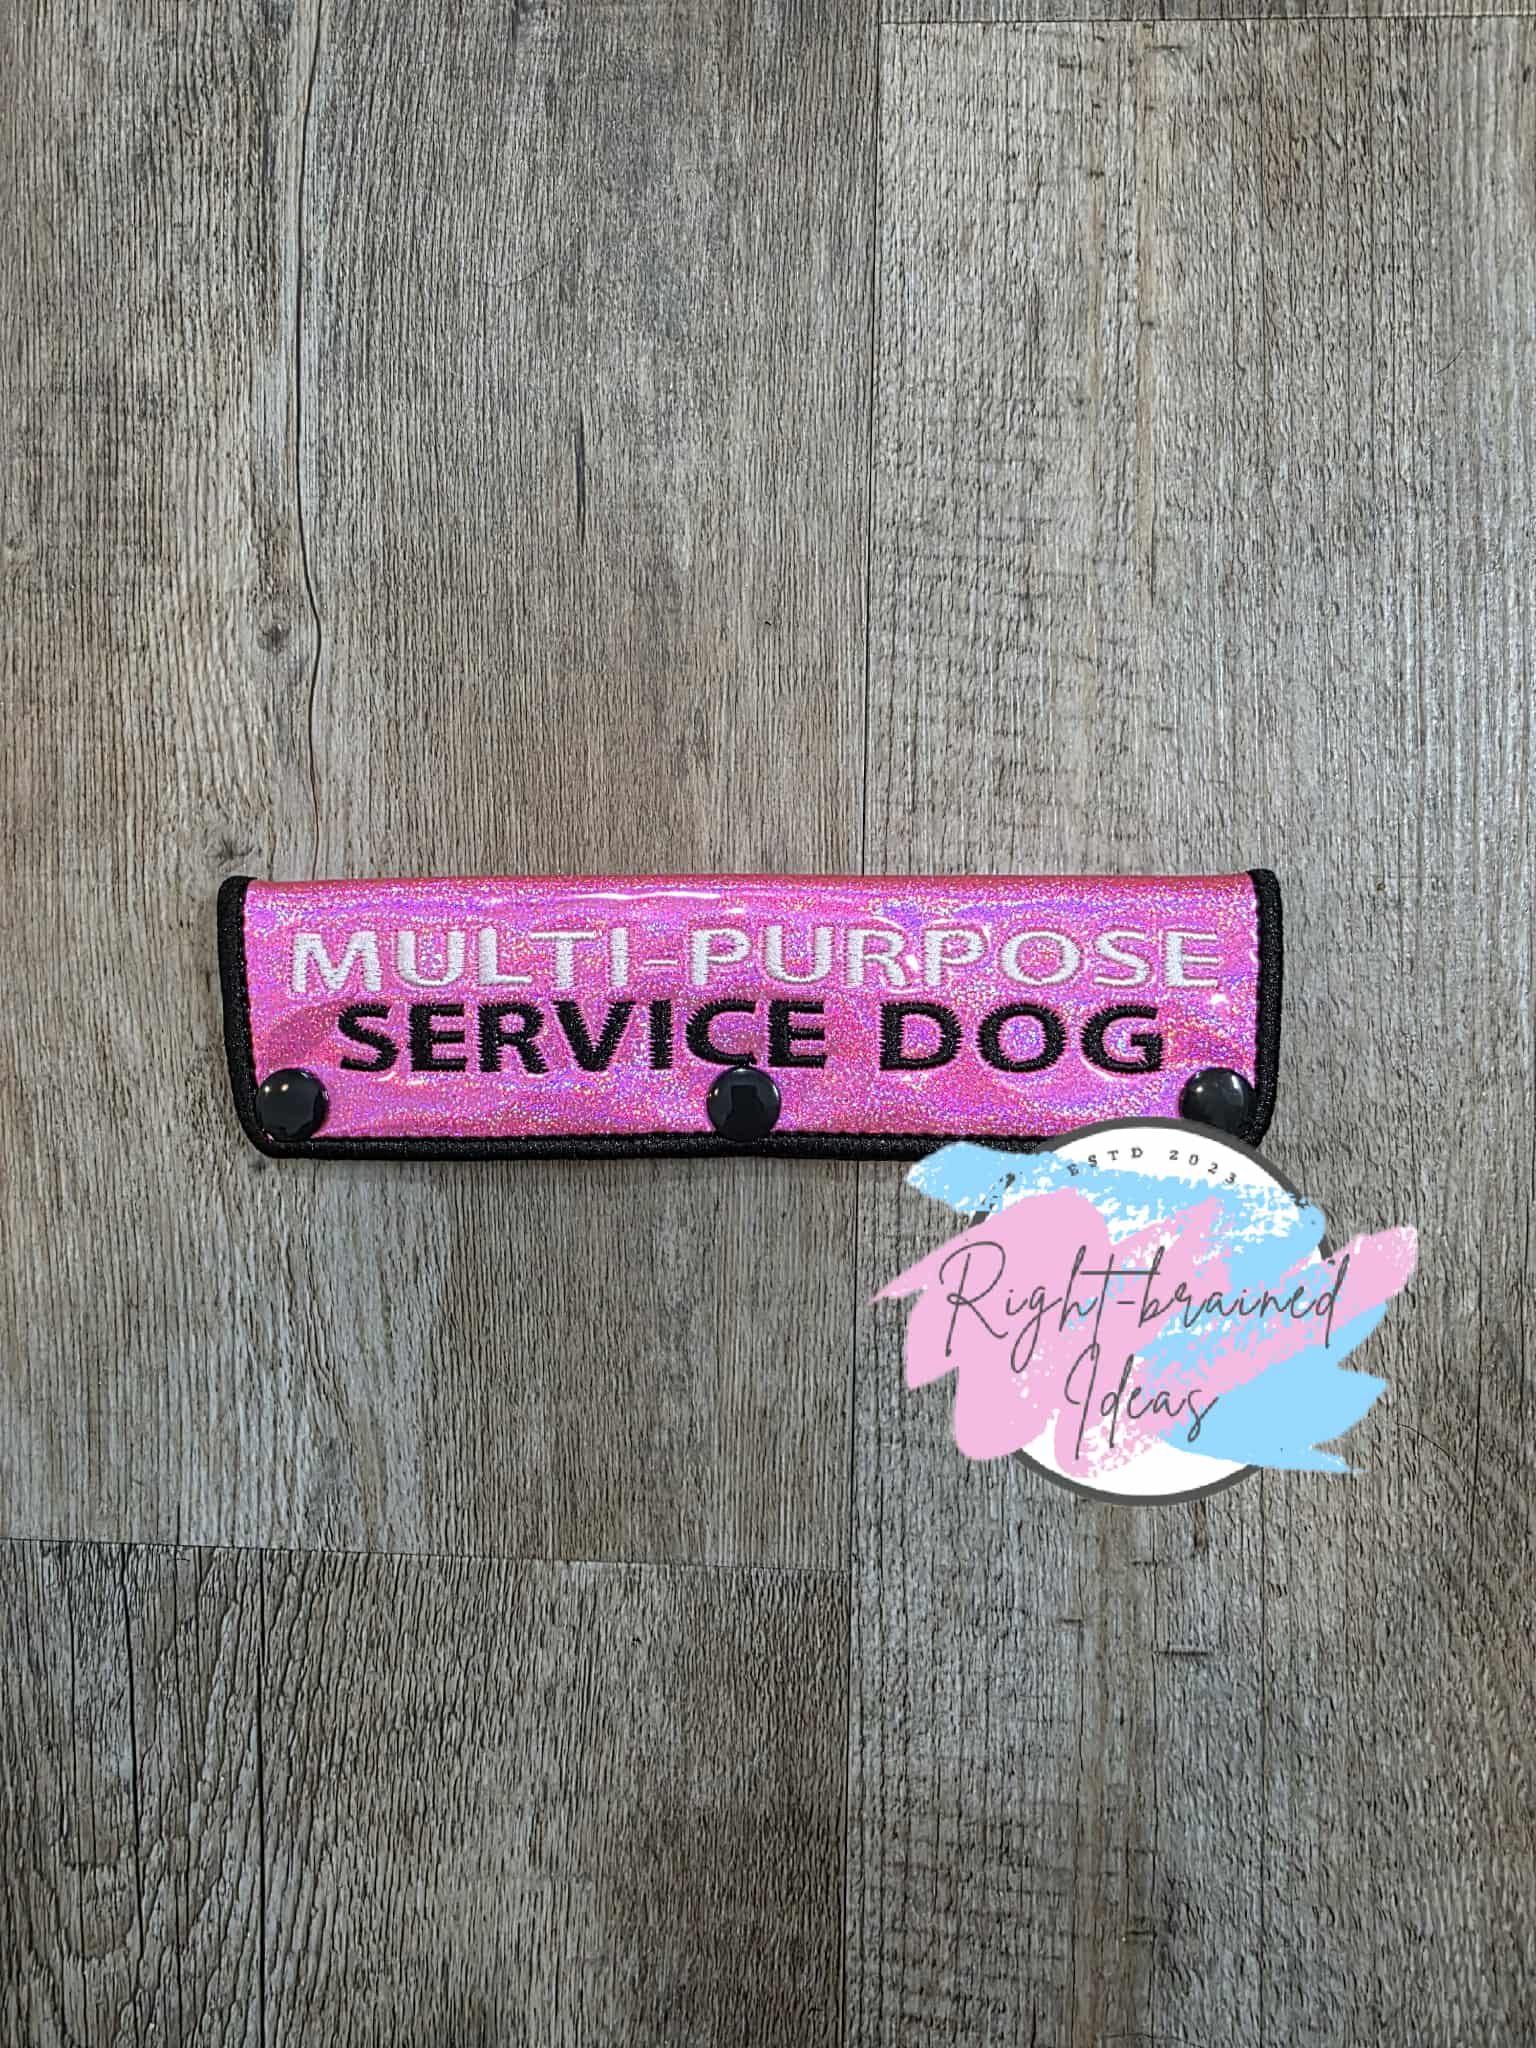 MULTI-PURPOSE
SERVICE DOG
ESTD 2023
Right-brained
Ideas